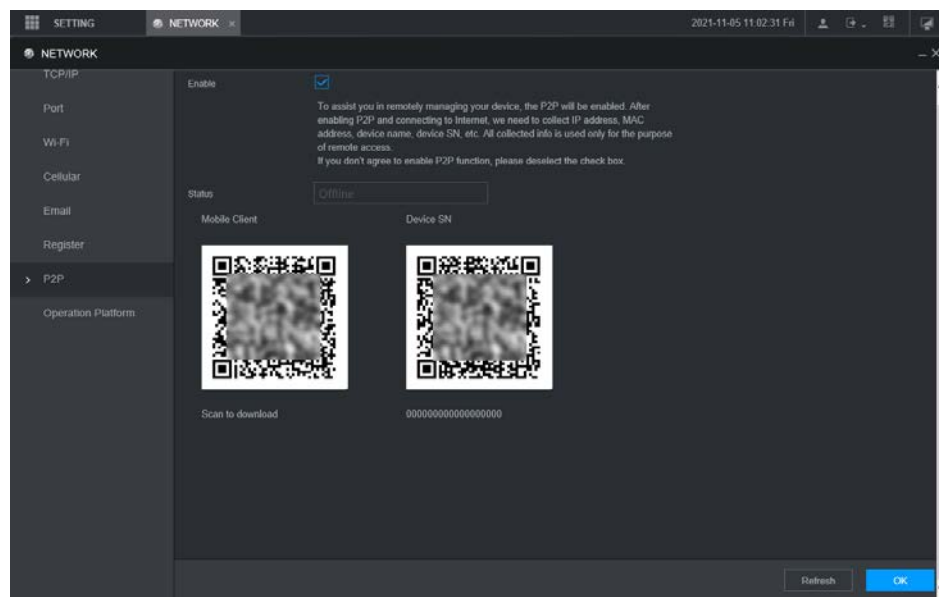 SETTING
NETWORK ×
2021-11-05 11:02:31 Fri
NETWORK
TCP/IP
Port
Wi-Fi
Cellular
Email
Register
P2P
Operation Platform
Enable
To assist you in remotely managing your device, the P2P will be enabled. After
enabling P2P and connecting to Internet, we need to collect IP address, MAC
address, device name, device SN, etc. All collected info is used only for the purpose
of remote access.
If you don't agree to enable P2P function, please deselect the check box.
Status
Offline
Mobile Client
Device SN
Scan to download
000000000000000000
Refresh
OK